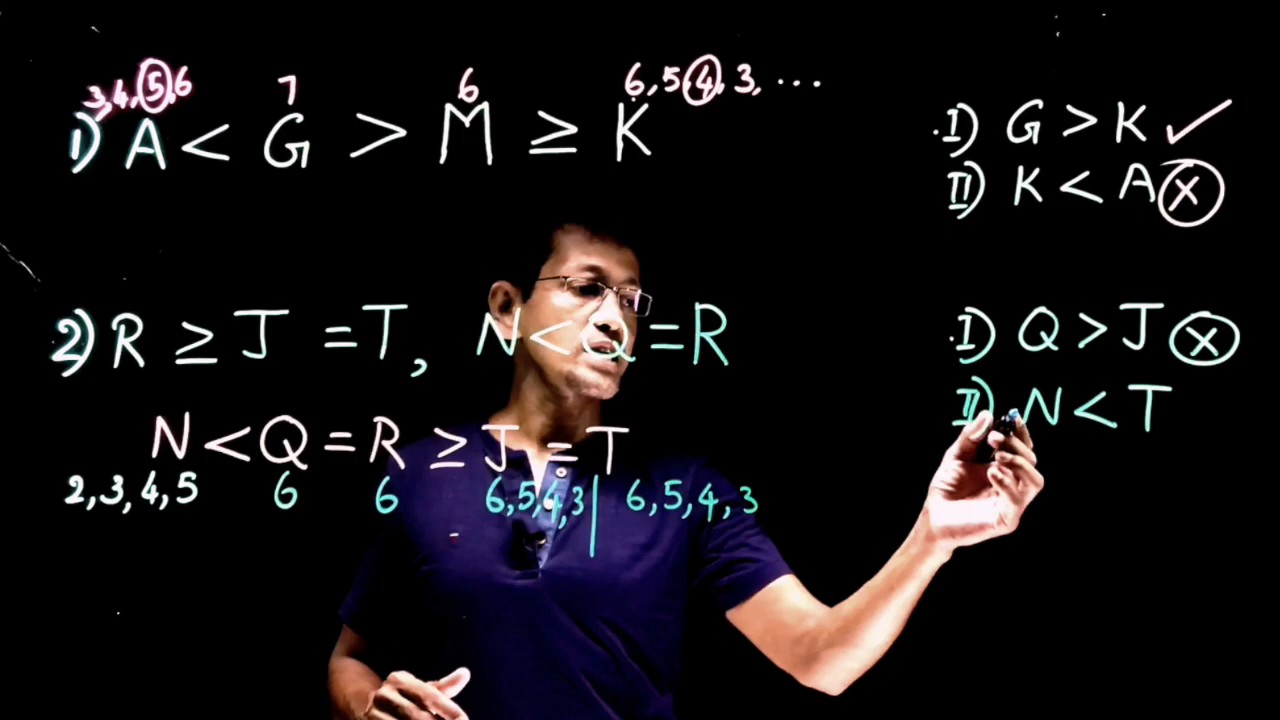 3,4,5,6 7 6 6,5,4,3, ...
1) A < G > M ≥ K
I) G > K ✓
II) K < A ⓧ
2) R ≥ J = T, N < Q = R
I) Q > J ⓧ
II) N < T
N < Q = R ≥ J = T
2,3,4,5 6 6 6,5,4,3 | 6,5,4,3